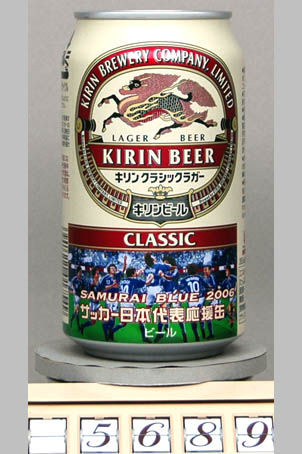 KIRIN BREWERY COMPANY, LIMITED
LAGER BEER
KIRIN BEER
キリン クラシックラガー
キリンビール
CLASSIC
SAMURAI BLUE 2006
サッカー日本代表応援缶
ビール
5 6 8 9